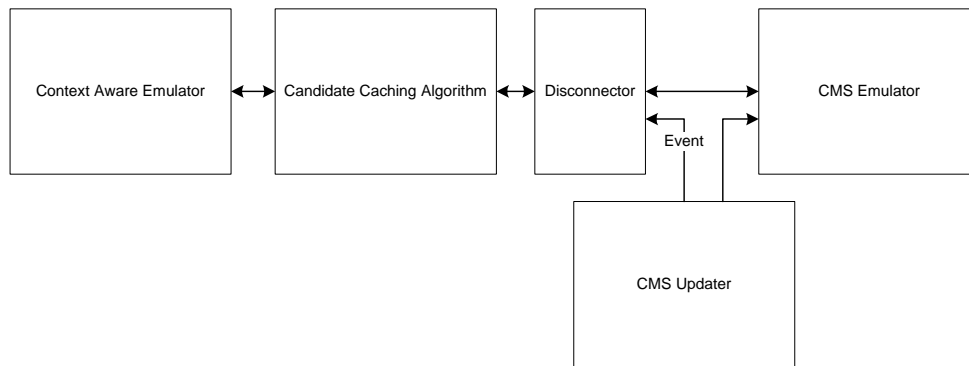 Context Aware Emulator
Candidate Caching Algorithm
Disconnector
CMS Emulator
Event
CMS Updater